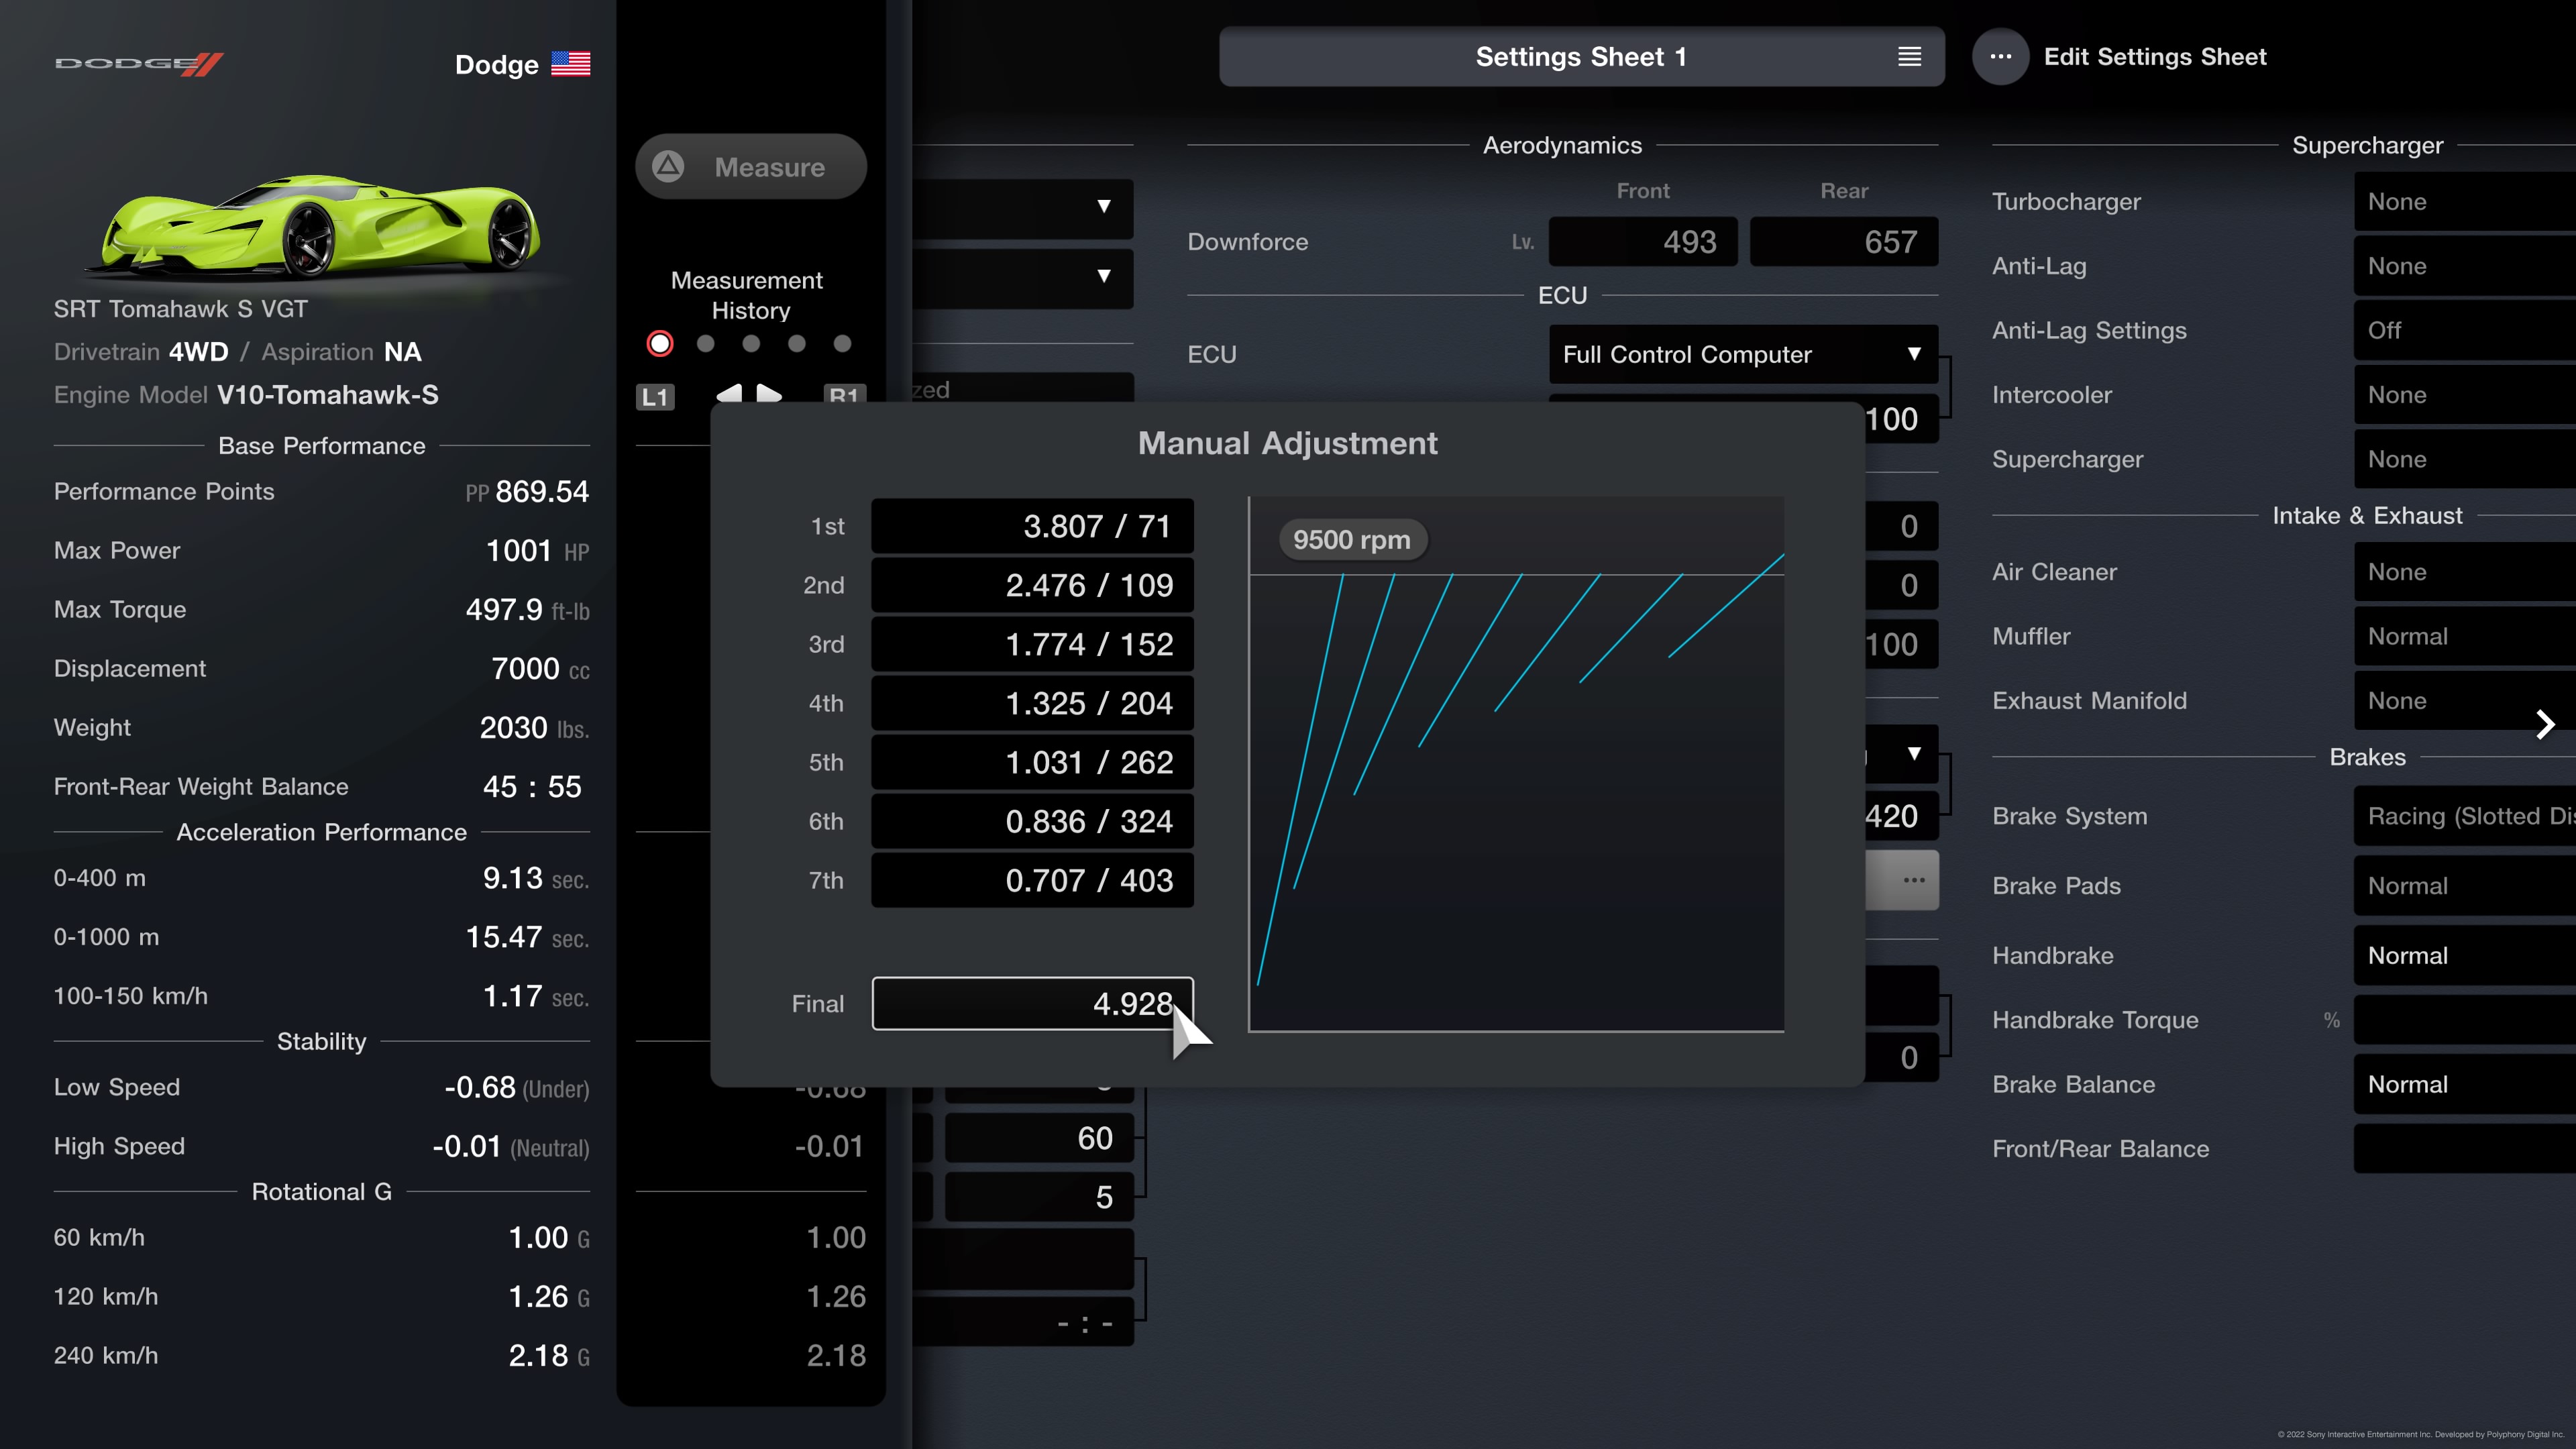 DODGE
Dodge
SRT Tomahawk S VGT
Drivetrain 4WD / Aspiration NA
Engine Model V10-Tomahawk-S
Base Performance
Performance Points PP 869.54
Max Power 1001 HP
Max Torque 497.9 ft-lb
Displacement 7000 cc
Weight 2030 lbs.
Front-Rear Weight Balance 45 : 55
Acceleration Performance
0-400 m 9.13 sec.
0-1000 m 15.47 sec.
100-150 km/h 1.17 sec.
Stability
Low Speed -0.68 (Under)
High Speed -0.01 (Neutral)
Rotational G
60 km/h 1.00 G
120 km/h 1.26 G
240 km/h 2.18 G
Measure
Measurement
History
L1 R1
-0.68
-0.01
1.00
1.26
2.18
zed
60
5
- : -
Settings Sheet 1
Edit Settings Sheet
Aerodynamics
Front Rear
Downforce Lv. 493 657
ECU
ECU Full Control Computer
100
0
0
100
420
0
Manual Adjustment
1st 3.807 / 71
2nd 2.476 / 109
3rd 1.774 / 152
4th 1.325 / 204
5th 1.031 / 262
6th 0.836 / 324
7th 0.707 / 403
Final 4.928
9500 rpm
Supercharger
Turbocharger None
Anti-Lag None
Anti-Lag Settings Off
Intercooler None
Supercharger None
Intake & Exhaust
Air Cleaner None
Muffler Normal
Exhaust Manifold None
Brakes
Brake System Racing (Slotted Dis
Brake Pads Normal
Handbrake Normal
Handbrake Torque %
Brake Balance Normal
Front/Rear Balance
© 2022 Sony Interactive Entertainment Inc. Developed by Polyphony Digital Inc.